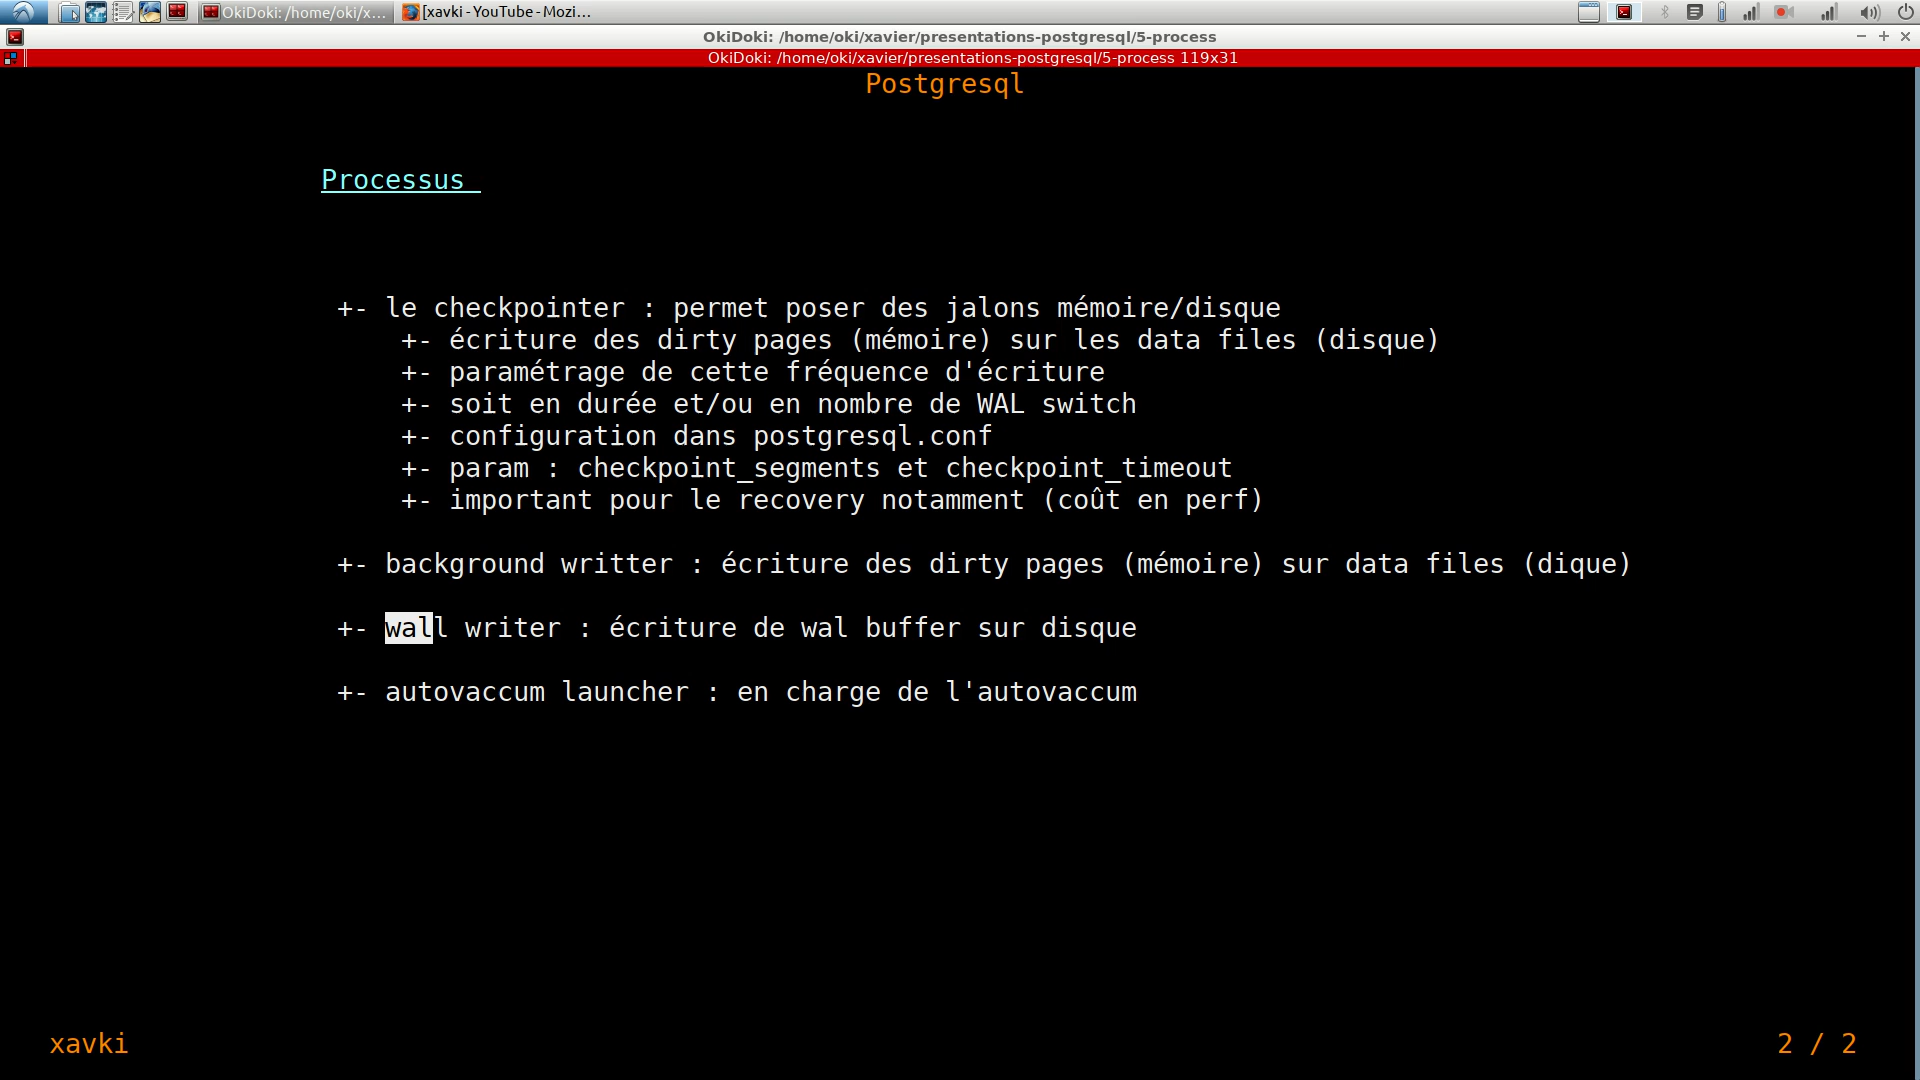 OkiDoki: /home/oki/x...
[xavki - YouTube - Mozi...
OkiDoki: /home/oki/xavier/presentations-postgresql/5-process
OkiDoki: /home/oki/xavier/presentations-postgresql/5-process 119x31
Postgresql
Processus
+- le checkpointer : permet poser des jalons mémoire/disque
+- écriture des dirty pages (mémoire) sur les data files (disque)
+- paramétrage de cette fréquence d'écriture
+- soit en durée et/ou en nombre de WAL switch
+- configuration dans postgresql.conf
+- param : checkpoint_segments et checkpoint_timeout
+- important pour le recovery notamment (coût en perf)
+- background writter : écriture des dirty pages (mémoire) sur data files (dique)
+- wall writer : écriture de wal buffer sur disque
+- autovaccum launcher : en charge de l'autovaccum
xavki
2 / 2